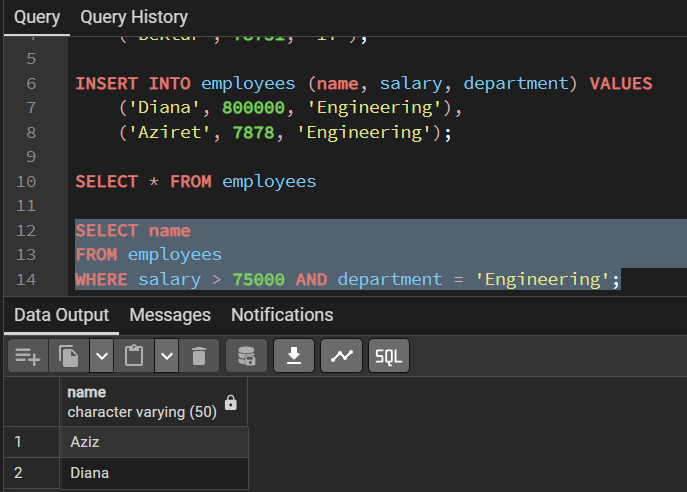 Query Query History
5
6 INSERT INTO employees (name, salary, department) VALUES
7 ('Diana', 800000, 'Engineering'),
8 ('Aziret', 7878, 'Engineering');
9
10 SELECT * FROM employees
11
12 SELECT name
13 FROM employees
14 WHERE salary > 75000 AND department = 'Engineering';
Data Output Messages Notifications
SQL
name
character varying (50)
1 Aziz
2 Diana